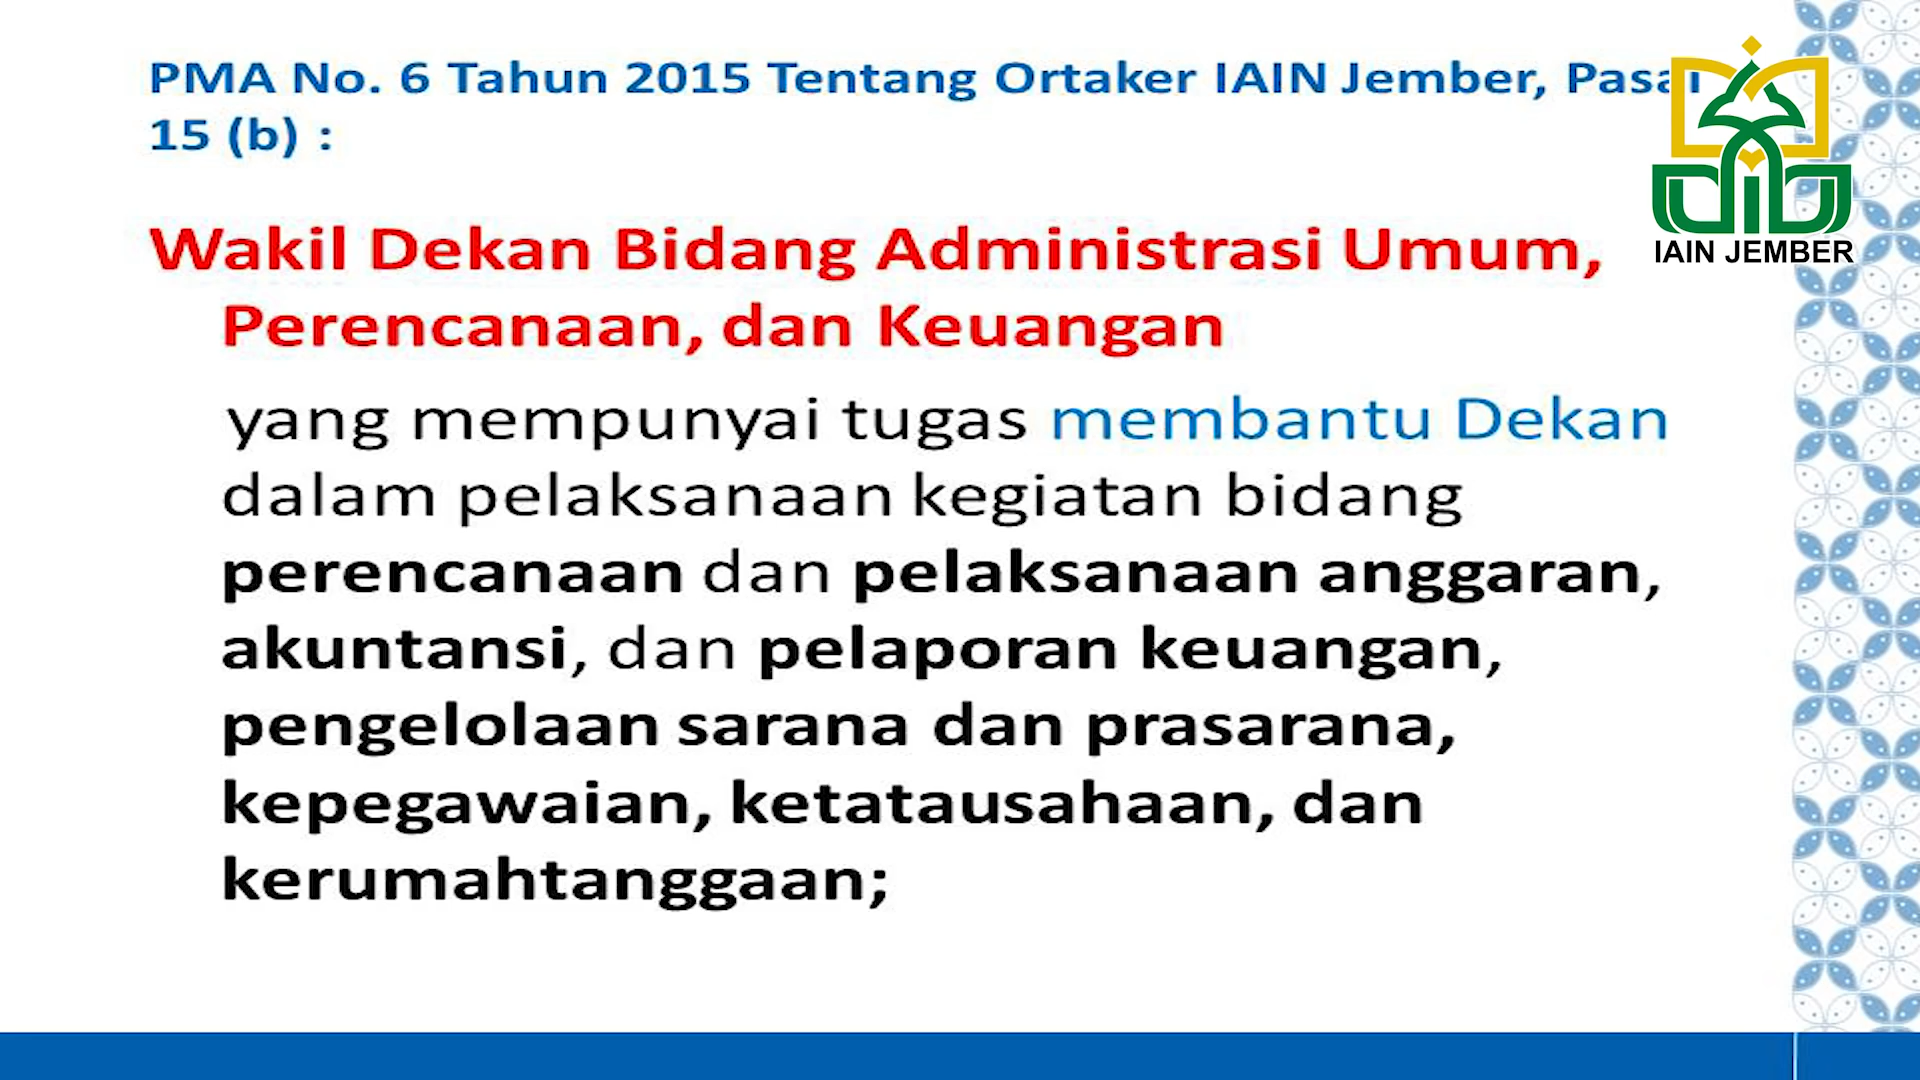 PMA No. 6 Tahun 2015 Tentang Ortaker IAIN Jember, Pasal
15 (b) :
IAIN JEMBER
Wakil Dekan Bidang Administrasi Umum,
Perencanaan, dan Keuangan
yang mempunyai tugas membantu Dekan
dalam pelaksanaan kegiatan bidang
perencanaan dan pelaksanaan anggaran,
akuntansi, dan pelaporan keuangan,
pengelolaan sarana dan prasarana,
kepegawaian, ketatausahaan, dan
kerumahtanggaan;